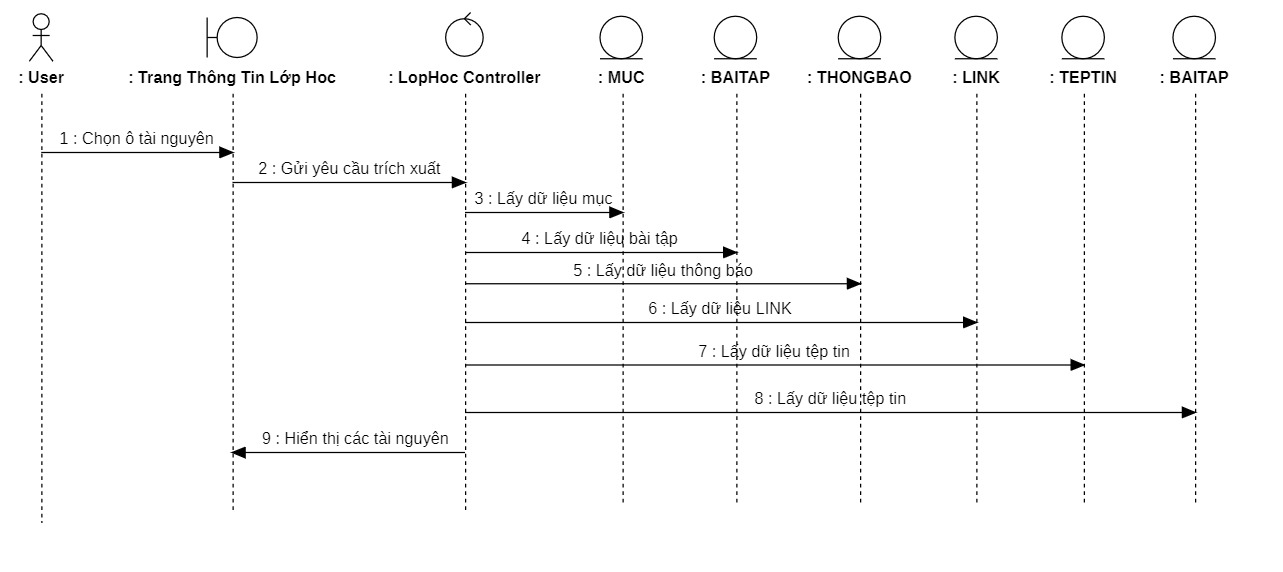 : User
: Trang Thông Tin Lớp Hoc
: LopHoc Controller
: MUC
: BAITAP
: THONGBAO
: LINK
: TEPTIN
: BAITAP
1 : Chọn ô tài nguyên
2 : Gửi yêu cầu trích xuất
3 : Lấy dữ liệu mục
4 : Lấy dữ liệu bài tập
5 : Lấy dữ liệu thông báo
6 : Lấy dữ liệu LINK
7 : Lấy dữ liệu tệp tin
8 : Lấy dữ liệu tệp tin
9 : Hiển thị các tài nguyên